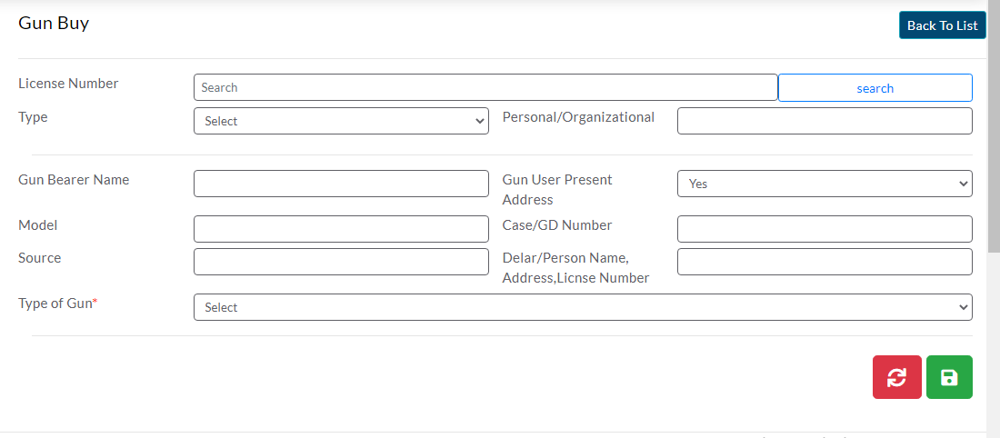 Gun Buy
Back To List
License Number
Search
search
Type
Select
Personal/Organizational
Gun Bearer Name
Gun User Present
Address
Yes
Model
Case/GD Number
Source
Delar/Person Name,
Address,Licnse Number
Type of Gun*
Select